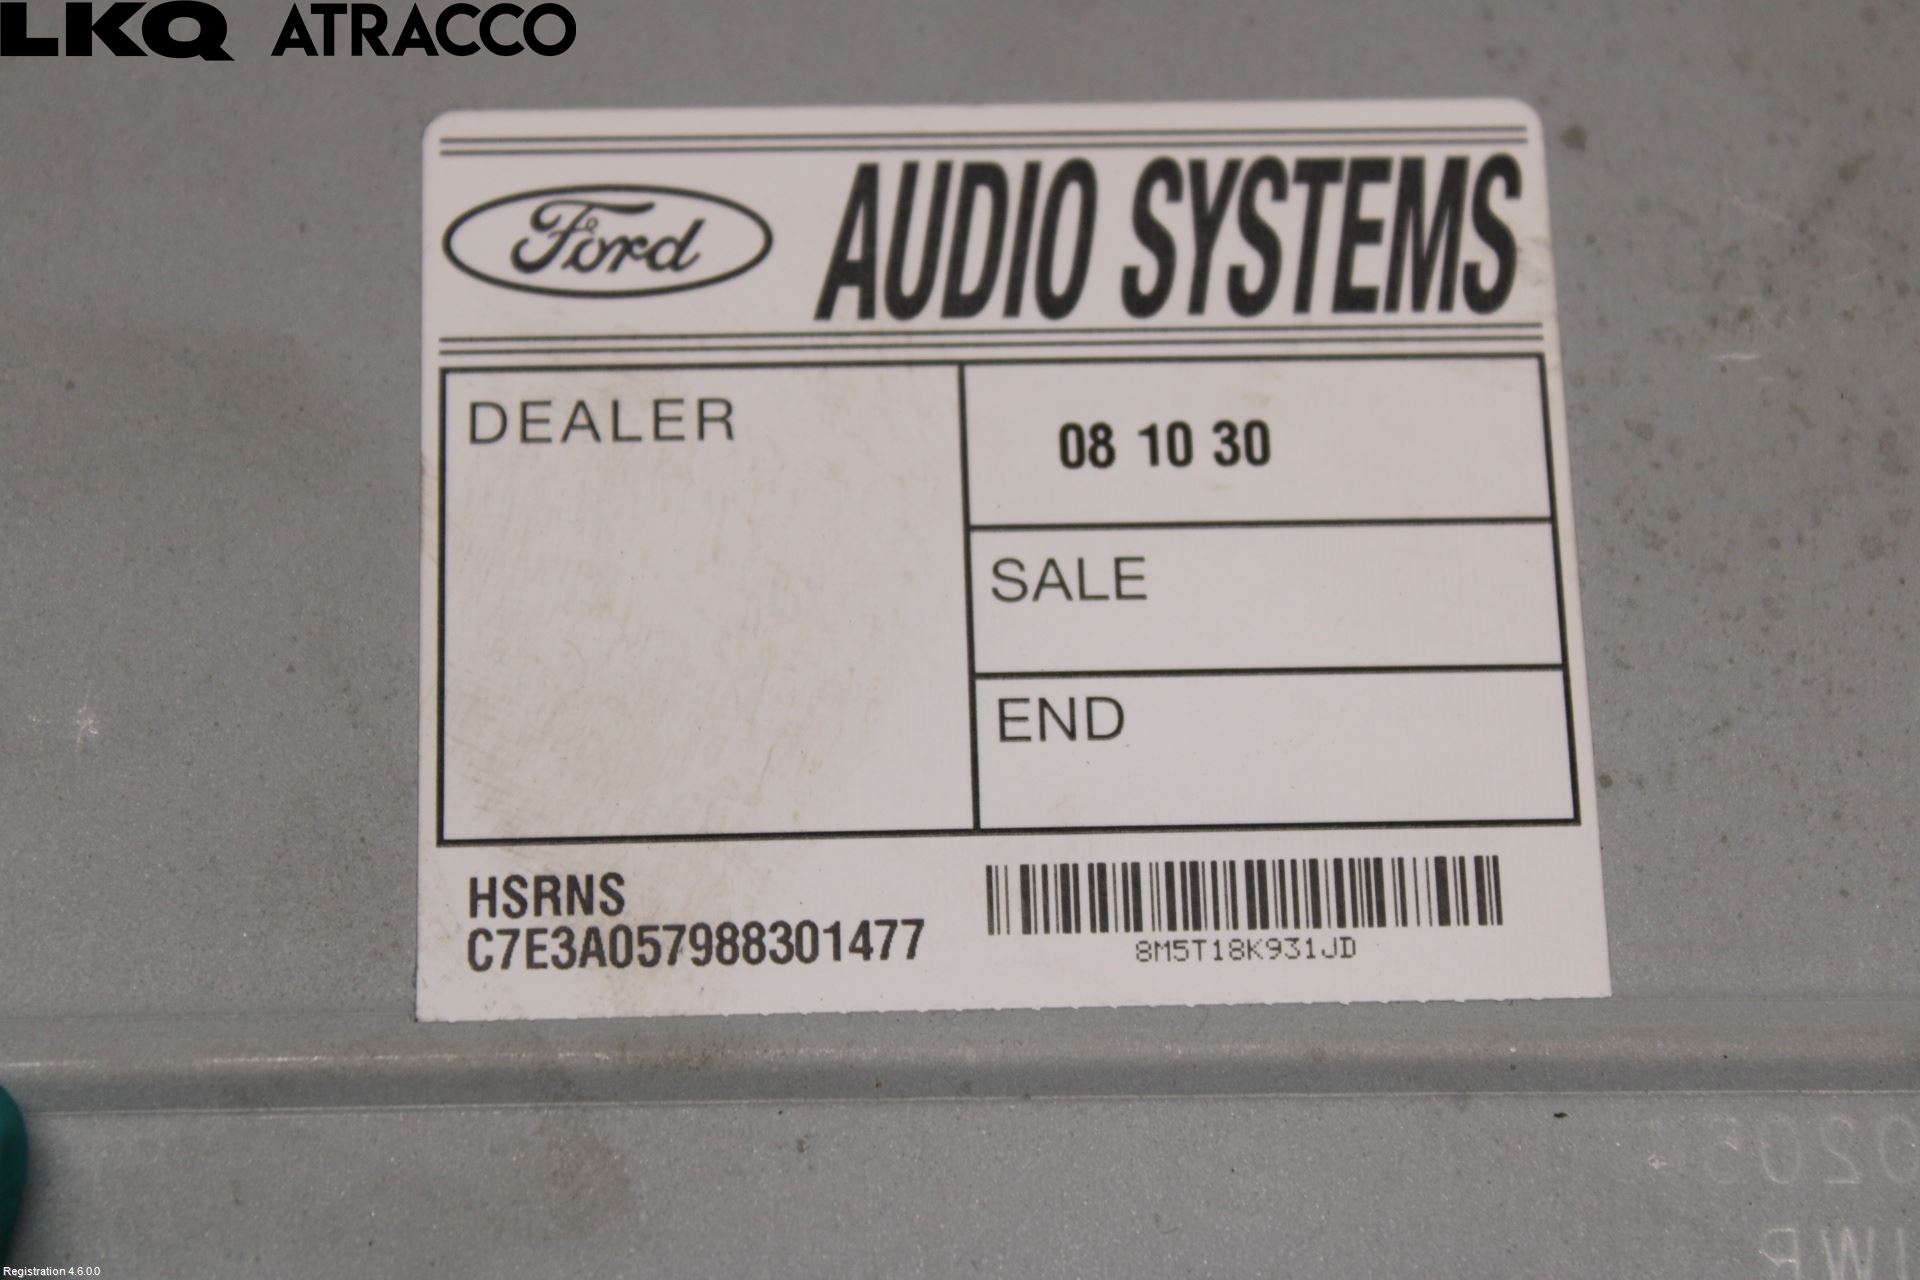 LKQ ATRACCO
Ford AUDIO SYSTEMS
DEALER
08 10 30
SALE
END
HSRNS
C7E3A057988301477
8M5T18K931JD
Registration 4.6.0.0